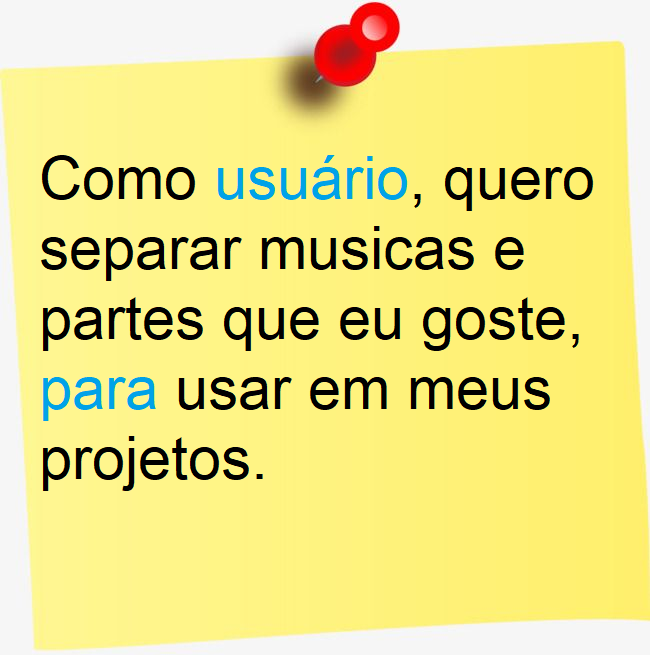 Como usuário, quero
separar musicas e
partes que eu goste,
para usar em meus
projetos.